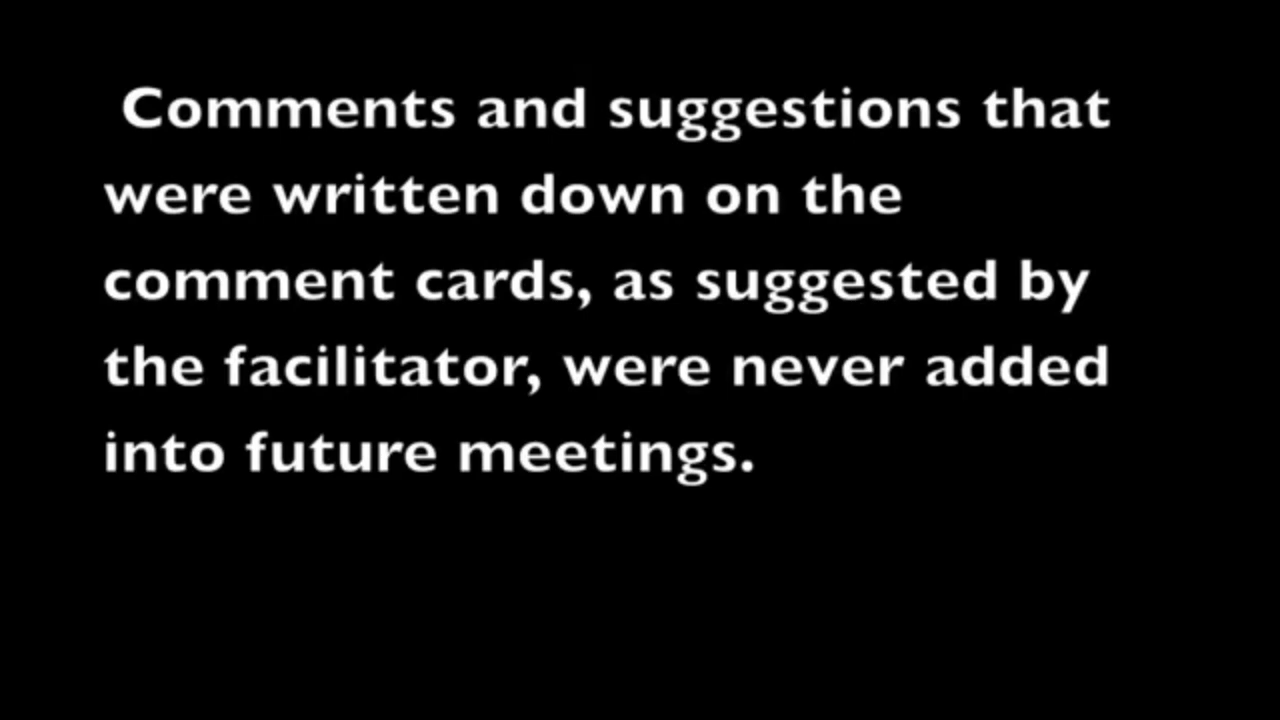 Comments and suggestions that
were written down on the
comment cards, as suggested by
the facilitator, were never added
into future meetings.